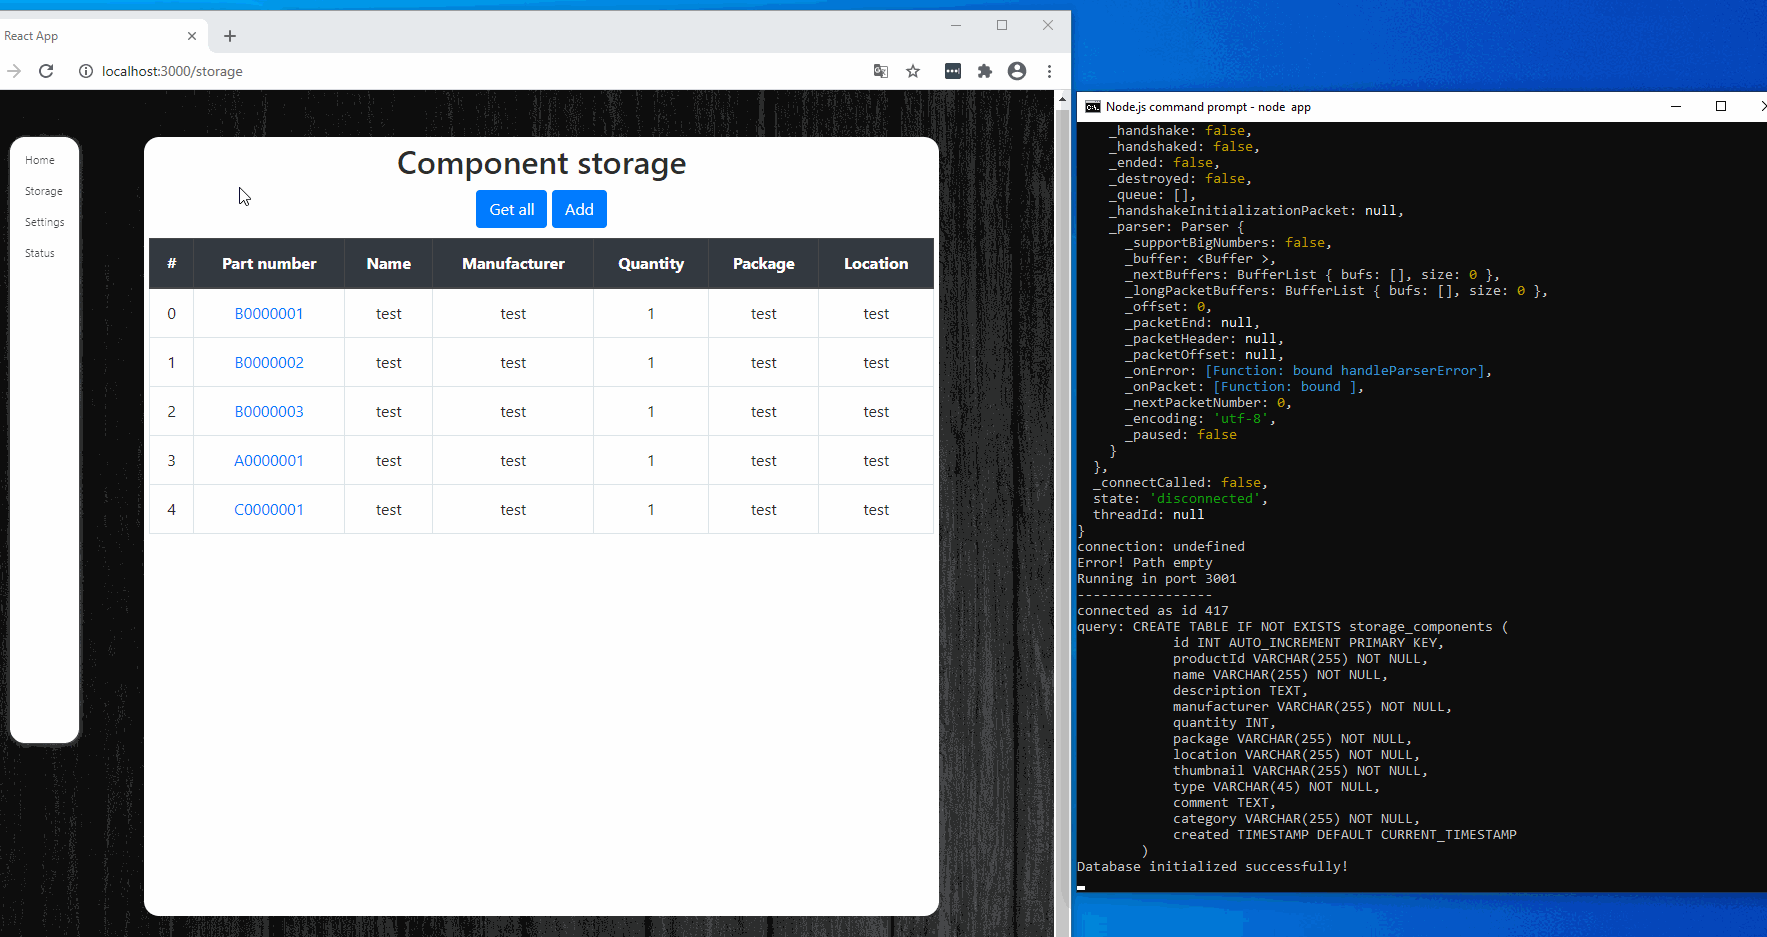 React App
localhost:3000/storage
Home
Storage
Settings
Status
Component storage
Get all Add
# Part number Name Manufacturer Quantity Package Location
0 B0000001 test test 1 test test
1 B0000002 test test 1 test test
2 B0000003 test test 1 test test
3 A0000001 test test 1 test test
4 C0000001 test test 1 test test
Node.js command prompt - node app
_handshake: false,
_handshaked: false,
_ended: false,
_destroyed: false,
_queue: [],
_handshakeInitializationPacket: null,
_parser: Parser {
_supportBigNumbers: false,
_buffer: <Buffer >,
_nextBuffers: BufferList { bufs: [], size: 0 },
_longPacketBuffers: BufferList { bufs: [], size: 0 },
_offset: 0,
_packetEnd: null,
_packetHeader: null,
_packetOffset: null,
_onError: [Function: bound handleParserError],
_onPacket: [Function: bound ],
_nextPacketNumber: 0,
_encoding: 'utf-8',
_paused: false
}
},
_connectCalled: false,
state: 'disconnected',
threadId: null
}
connection: undefined
Error! Path empty
Running in port 3001
-----------------
connected as id 417
query: CREATE TABLE IF NOT EXISTS storage_components (
id INT AUTO_INCREMENT PRIMARY KEY,
productId VARCHAR(255) NOT NULL,
name VARCHAR(255) NOT NULL,
description TEXT,
manufacturer VARCHAR(255) NOT NULL,
quantity INT,
package VARCHAR(255) NOT NULL,
location VARCHAR(255) NOT NULL,
thumbnail VARCHAR(255) NOT NULL,
type VARCHAR(45) NOT NULL,
comment TEXT,
category VARCHAR(255) NOT NULL,
created TIMESTAMP DEFAULT CURRENT_TIMESTAMP
)
Database initialized successfully!